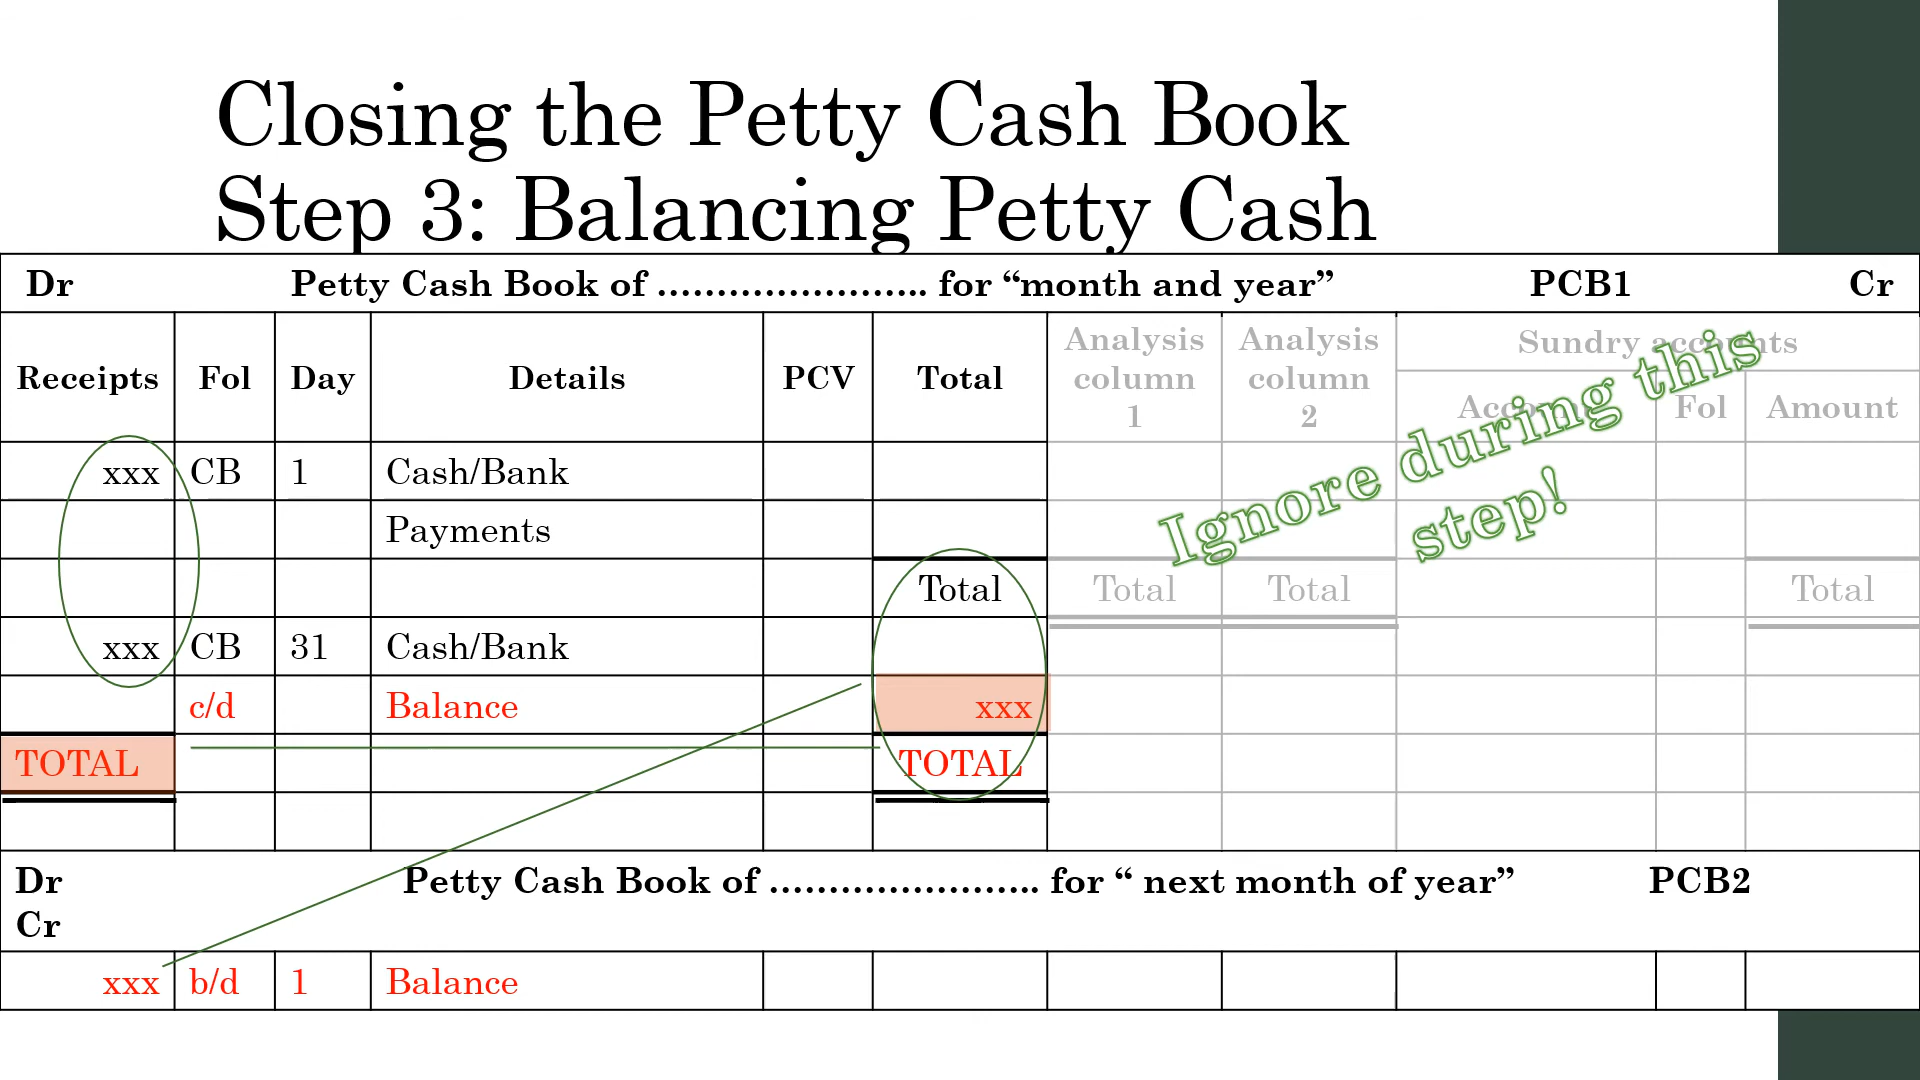 Closing the Petty Cash Book
Step 3: Balancing Petty Cash
Dr Petty Cash Book of …………………….. for “month and year” PCB1 Cr
Receipts Fol Day Details PCV Total Analysis column 1 Analysis column 2 Sundry accounts
Account Fol Amount
Ignore during this
step!
xxx CB 1 Cash/Bank
Payments
Total Total Total Total
xxx CB 31 Cash/Bank
c/d Balance xxx
TOTAL TOTAL
Dr Petty Cash Book of …………………….. for “ next month of year” PCB2
Cr
xxx b/d 1 Balance